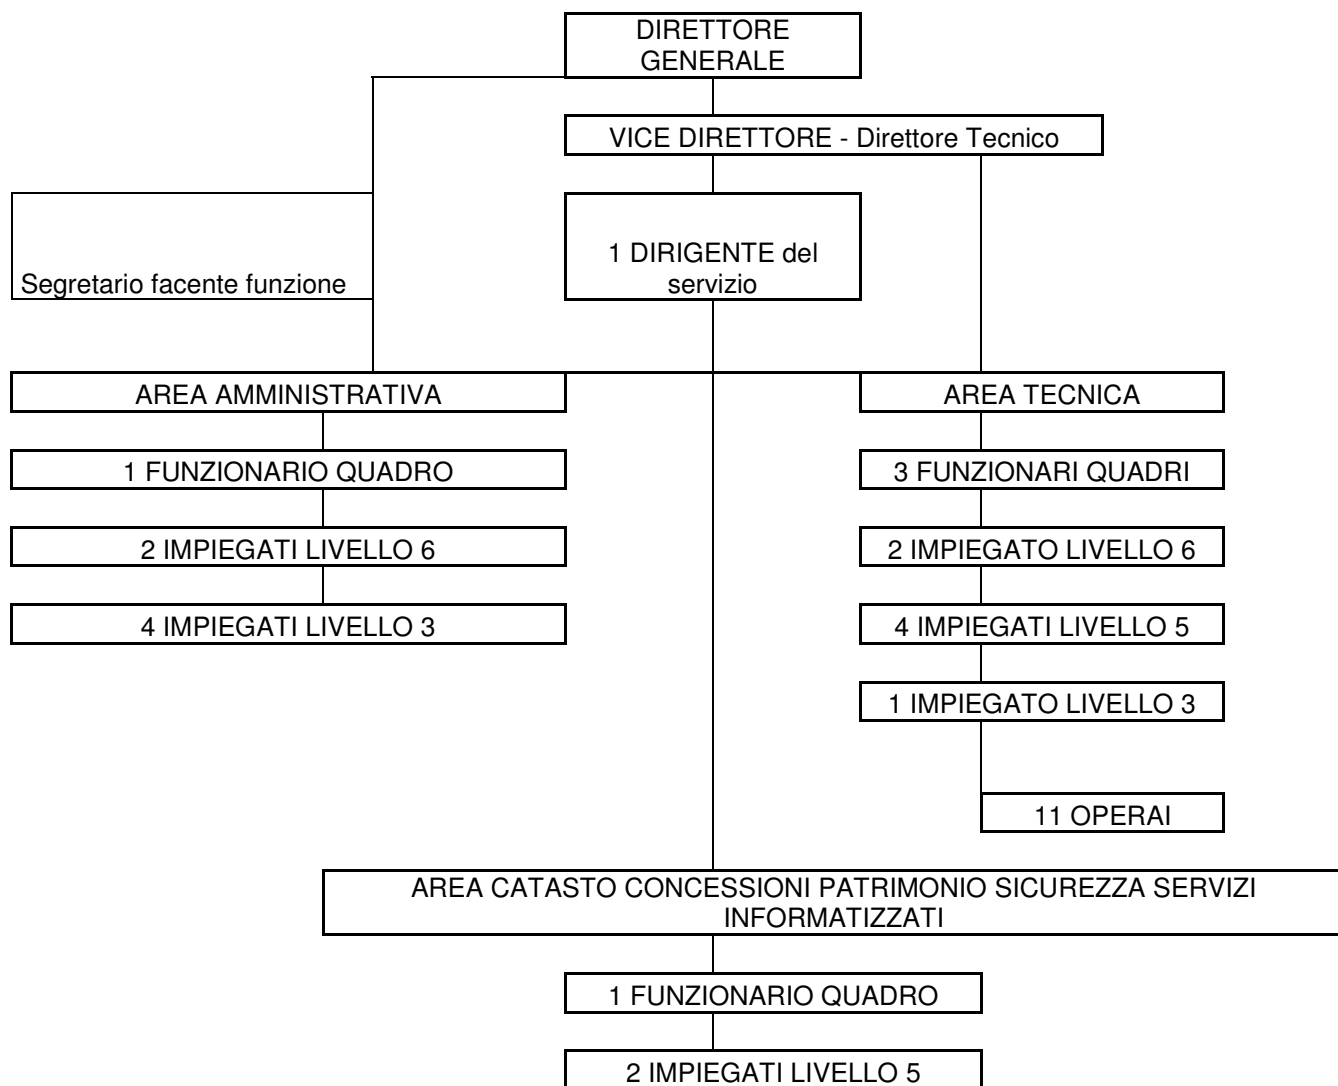 DIRETTORE
GENERALE
VICE DIRETTORE - Direttore Tecnico
1 DIRIGENTE del
servizio
Segretario facente funzione
AREA AMMINISTRATIVA
AREA TECNICA
1 FUNZIONARIO QUADRO
3 FUNZIONARI QUADRI
2 IMPIEGATI LIVELLO 6
2 IMPIEGATO LIVELLO 6
4 IMPIEGATI LIVELLO 3
4 IMPIEGATI LIVELLO 5
1 IMPIEGATO LIVELLO 3
11 OPERAI
AREA CATASTO CONCESSIONI PATRIMONIO SICUREZZA SERVIZI
INFORMATIZZATI
1 FUNZIONARIO QUADRO
2 IMPIEGATI LIVELLO 5